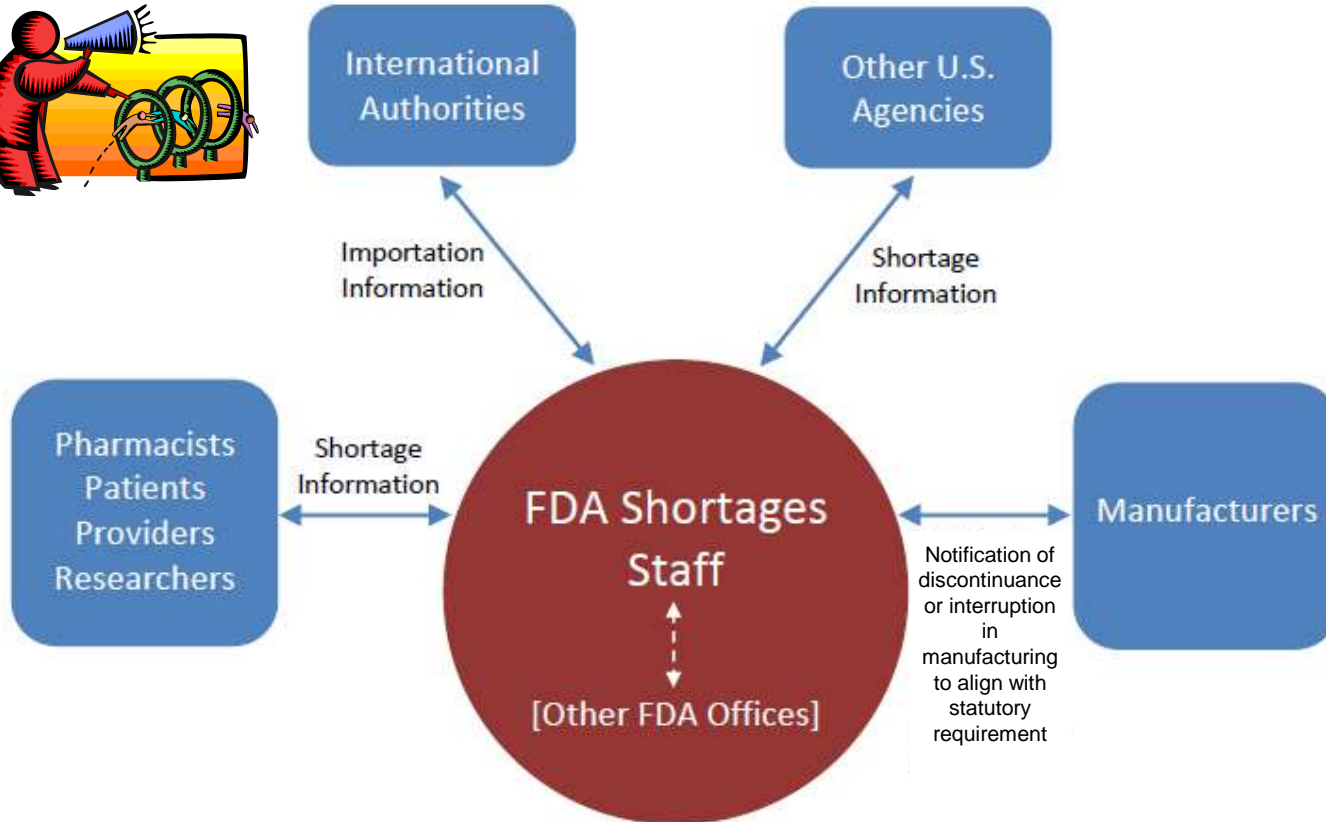 International
Authorities
Other U.S.
Agencies
Importation
Information
Shortage
Information
Pharmacists
Patients
Providers
Researchers
Shortage
Information
FDA Shortages
Staff
[Other FDA Offices]
Manufacturers
Notification of
discontinuance
or interruption
in
manufacturing
to align with
statutory
requirement